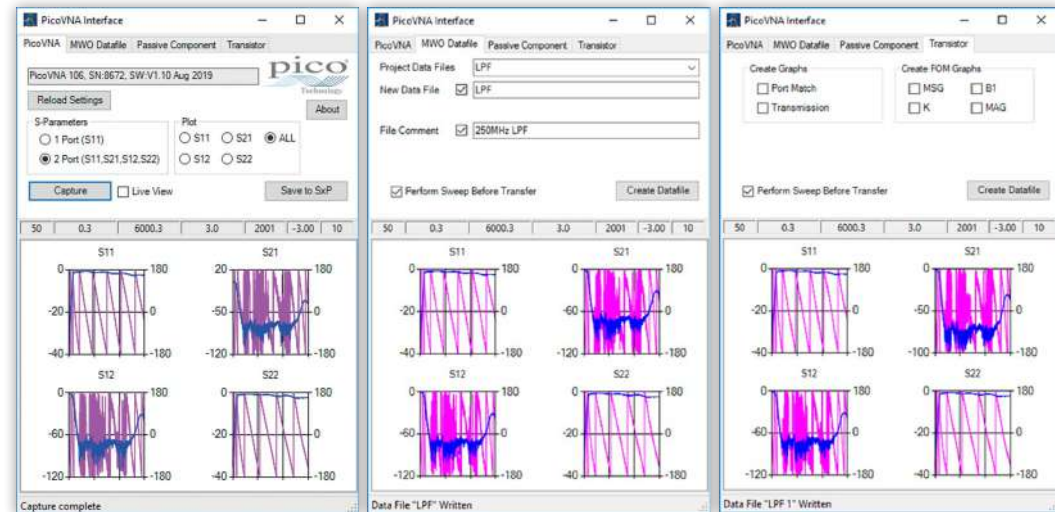 PicoVNA Interface
PicoVNA MWO Datafile Passive Component Transistor
PicoVNA 106, SN:8672, SW:V1.10 Aug 2019
pico
Technology
Reload Settings
About
S-Parameters
1 Port (S11)
2 Port (S11,S21,S12,S22)
Plot
S11 S21 ALL
S12 S22
Capture Live View Save to SxP
50 0.3 6000.3 3.0 2001 -3.00 10
S11
0 180
-20 0
-40 -180
S21
20 180
-50 0
-120 -180
S12
0 180
-60 0
-120 -180
S22
0 180
-20 0
-40 -180
Capture complete
PicoVNA Interface
PicoVNA MWO Datafile Passive Component Transistor
Project Data Files LPF
New Data File LPF
File Comment 250MHz LPF
Perform Sweep Before Transfer Create Datafile
50 0.3 6000.3 3.0 2001 -3.00 10
S11
0 180
-20 0
-40 -180
S21
0 180
-60 0
-120 -180
S12
0 180
-60 0
-120 -180
S22
0 180
-20 0
-40 -180
Data File "LPF" Written
PicoVNA Interface
PicoVNA MWO Datafile Passive Component Transistor
Create Graphs
Port Match
Transmission
Create FOM Graphs
MSG B1
K MAG
Perform Sweep Before Transfer Create Datafile
50 0.3 6000.3 3.0 2001 -3.00 10
S11
0 180
-20 0
-40 -180
S21
0 180
-50 0
-100 -180
S12
0 180
-60 0
-120 -180
S22
0 180
-20 0
-40 -180
Data File "LPF 1" Written